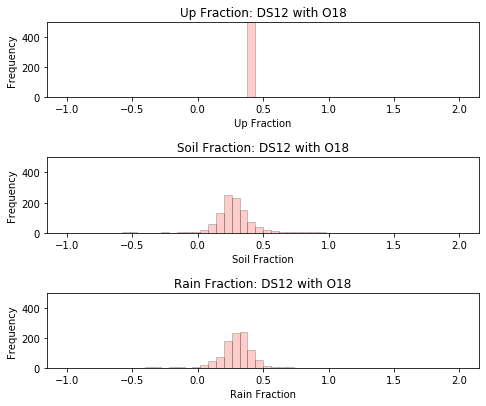 Up Fraction: DS12 with O18
400
200
0
Frequency
−1.0 −0.5 0.0 0.5 1.0 1.5 2.0
Up Fraction
Soil Fraction: DS12 with O18
400
200
0
Frequency
−1.0 −0.5 0.0 0.5 1.0 1.5 2.0
Soil Fraction
Rain Fraction: DS12 with O18
400
200
0
Frequency
−1.0 −0.5 0.0 0.5 1.0 1.5 2.0
Rain Fraction